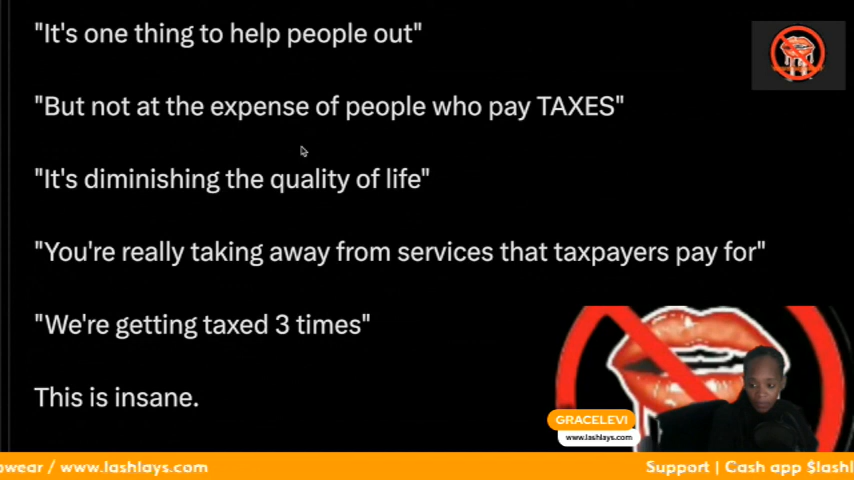 "It's one thing to help people out"
"But not at the expense of people who pay TAXES"
"It's diminishing the quality of life"
"You're really taking away from services that taxpayers pay for"
"We're getting taxed 3 times"
This is insane.
GRACELEVI
www.lashlays.com
owear / www.lashlays.com
Support | Cash app $lashl